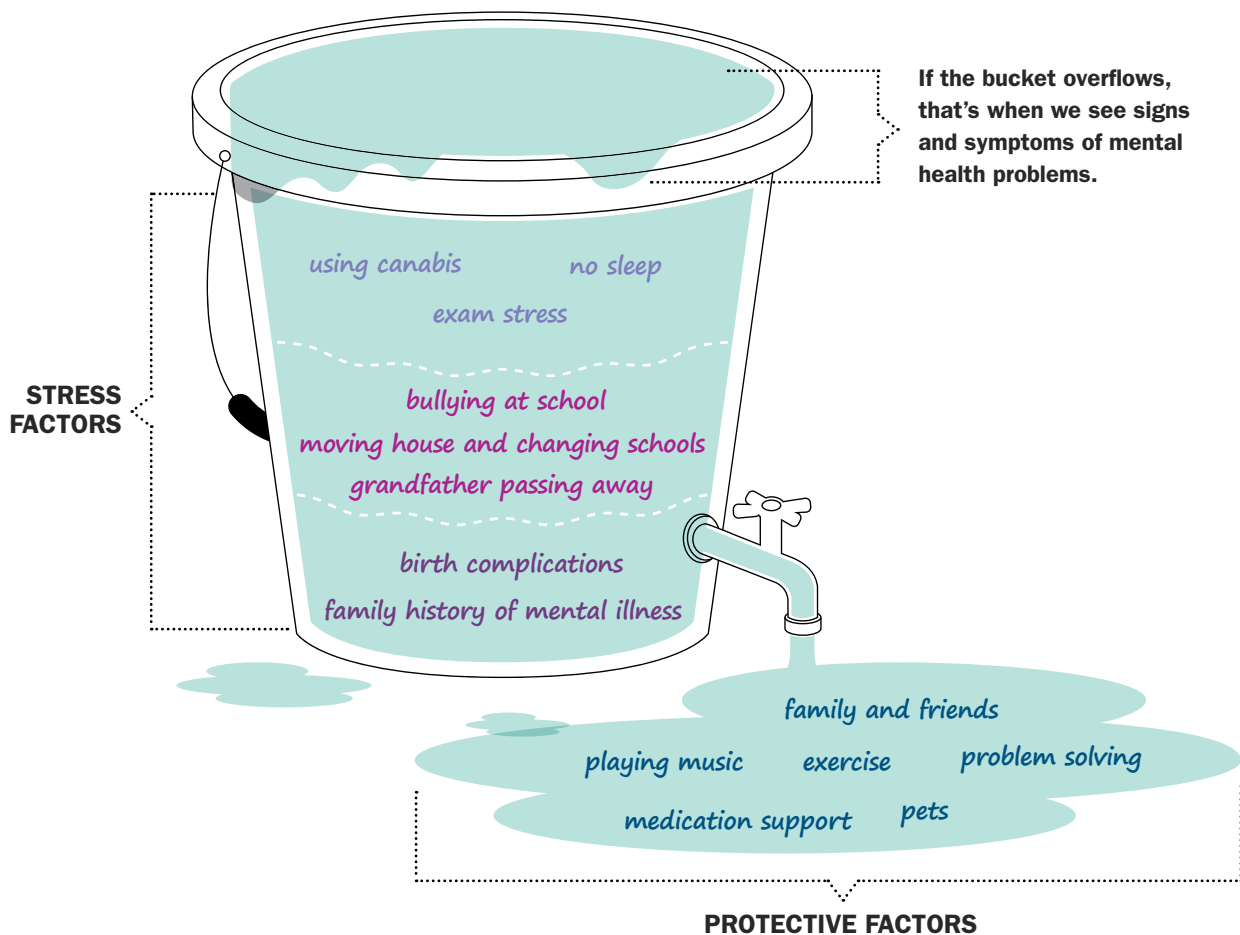 If the bucket overflows,
that's when we see signs
and symptoms of mental
health problems.
using canabis
no sleep
exam stress
STRESS
FACTORS
bullying at school
moving house and changing schools
grandfather passing away
birth complications
family history of mental illness
family and friends
playing music
exercise
problem solving
medication support
pets
PROTECTIVE FACTORS